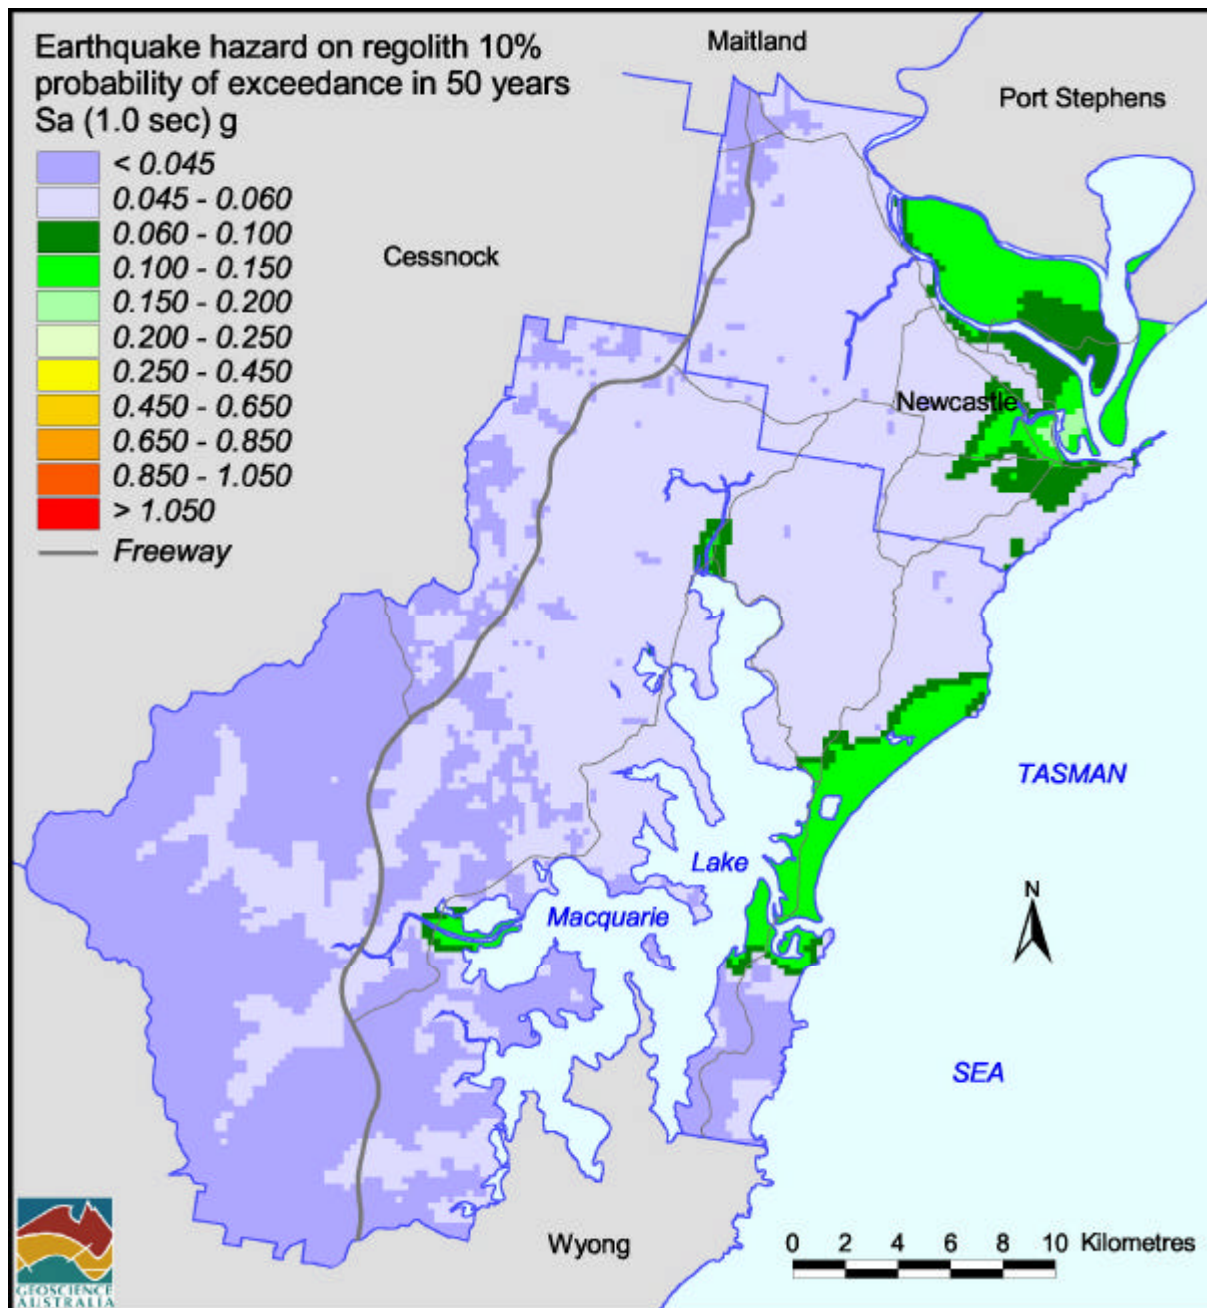 Earthquake hazard on regolith 10%
probability of exceedance in 50 years
Sa (1.0 sec) g
< 0.045
0.045 - 0.060
0.060 - 0.100
0.100 - 0.150
0.150 - 0.200
0.200 - 0.250
0.250 - 0.450
0.450 - 0.650
0.650 - 0.850
0.850 - 1.050
> 1.050
Freeway
Maitland
Port Stephens
Cessnock
Newcastle
TASMAN
Lake
Macquarie
N
SEA
Wyong
0 2 4 6 8 10 Kilometres
GEOSCIENCE
AUSTRALIA